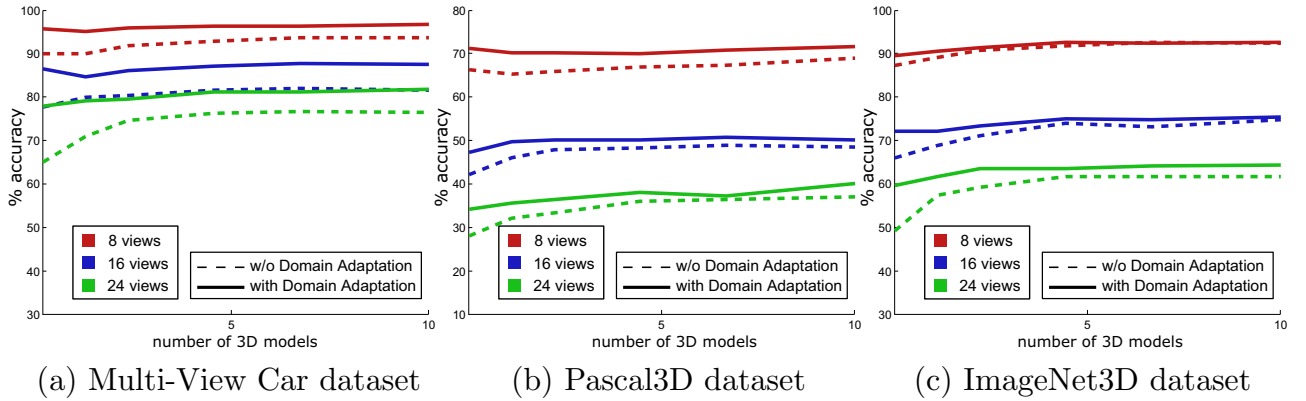 % accuracy
100
90
80
70
60
50
40
30
8 views
16 views
24 views
w/o Domain Adaptation
with Domain Adaptation
5
10
number of 3D models
(a) Multi-View Car dataset
% accuracy
80
70
60
50
40
30
20
10
8 views
16 views
24 views
w/o Domain Adaptation
with Domain Adaptation
5
10
number of 3D models
(b) Pascal3D dataset
% accuracy
100
90
80
70
60
50
40
30
8 views
16 views
24 views
w/o Domain Adaptation
with Domain Adaptation
5
10
number of 3D models
(c) ImageNet3D dataset